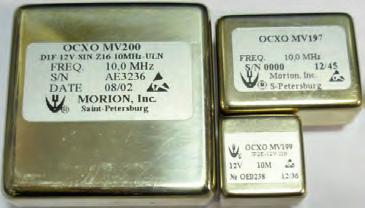 OCXO MV200
D1F-12V-SIN-Z16-10MHz-ULN
FREQ. 10,0 MHz
S/N AE3236
DATE 08/02
MORION, Inc.
Saint-Petersburg
OCXO MV197
FREQ. 10,0 MHz
S/N 0000 12/45
Morion, Inc.
S-Petersburg
OCXO MV199
12V 10M
№ OE0238 12/36